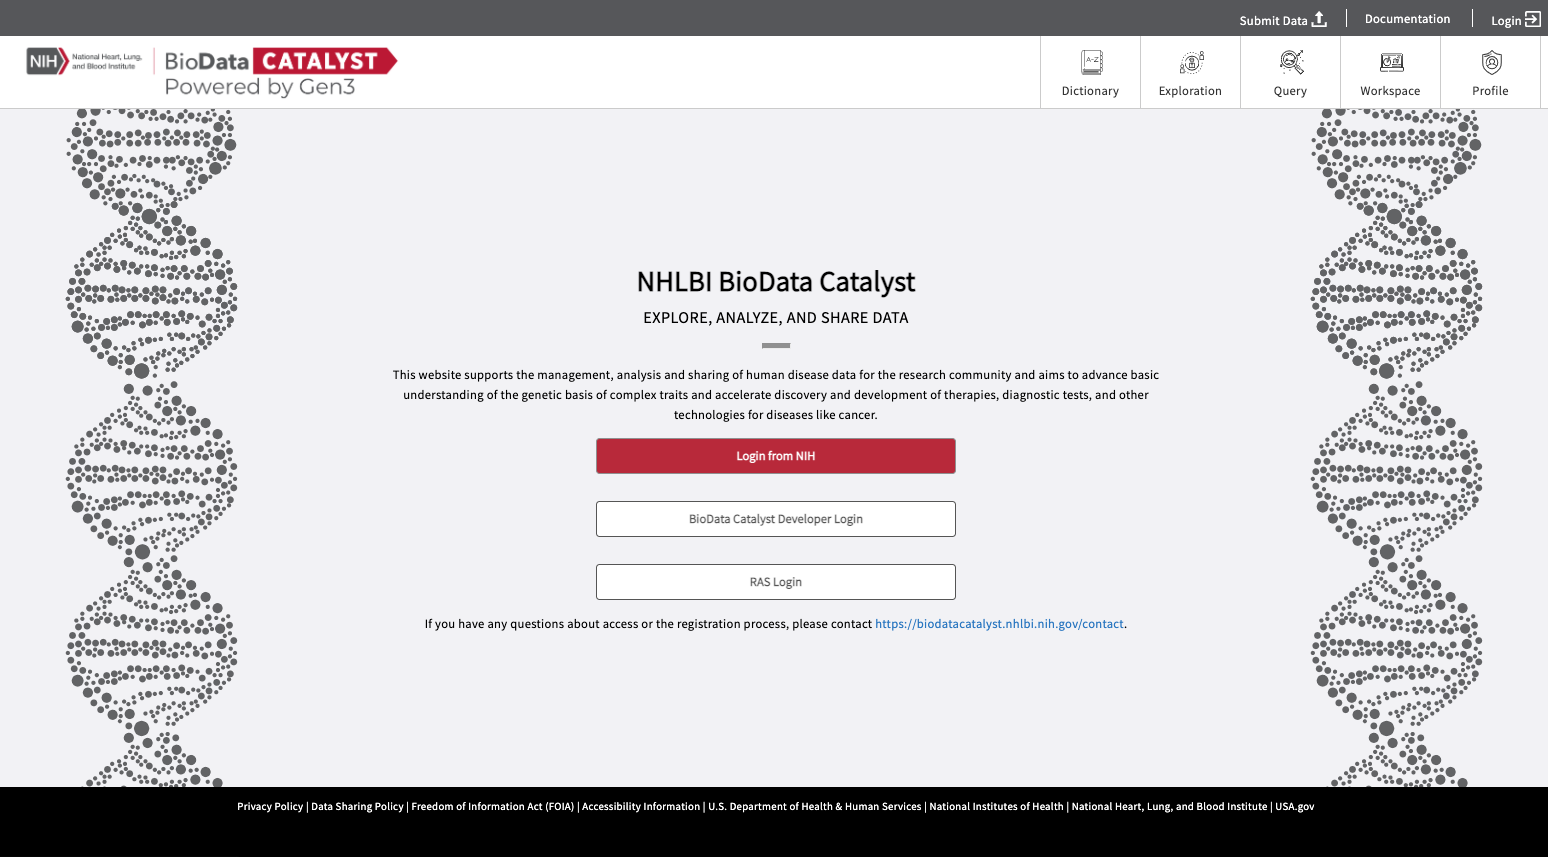 Submit Data
Documentation
Login
NIH National Heart, Lung,
and Blood Institute
BioData CATALYST
Powered by Gen3
A-Z
Dictionary
Exploration
Query
Workspace
Profile
NHLBI BioData Catalyst
EXPLORE, ANALYZE, AND SHARE DATA
This website supports the management, analysis and sharing of human disease data for the research community and aims to advance basic
understanding of the genetic basis of complex traits and accelerate discovery and development of therapies, diagnostic tests, and other
technologies for diseases like cancer.
Login from NIH
BioData Catalyst Developer Login
RAS Login
If you have any questions about access or the registration process, please contact https://biodatacatalyst.nhlbi.nih.gov/contact.
Privacy Policy | Data Sharing Policy | Freedom of Information Act (FOIA) | Accessibility Information | U.S. Department of Health & Human Services | National Institutes of Health | National Heart, Lung, and Blood Institute | USA.gov